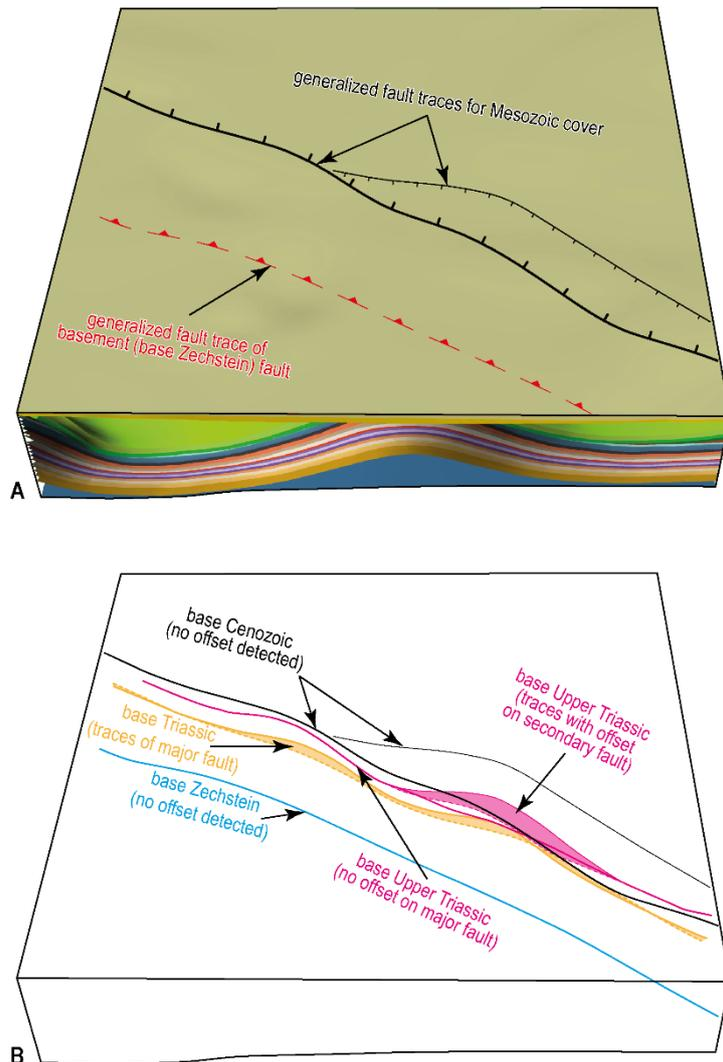 generalized fault traces for Mesozoic cover
generalized fault trace of
basement (base Zechstein) fault
A
base Cenozoic
(no offset detected)
base Upper Triassic
(traces with offset
on secondary fault)
base Triassic
(traces of major fault)
base Zechstein
(no offset detected)
base Upper Triassic
(no offset on major fault)
B